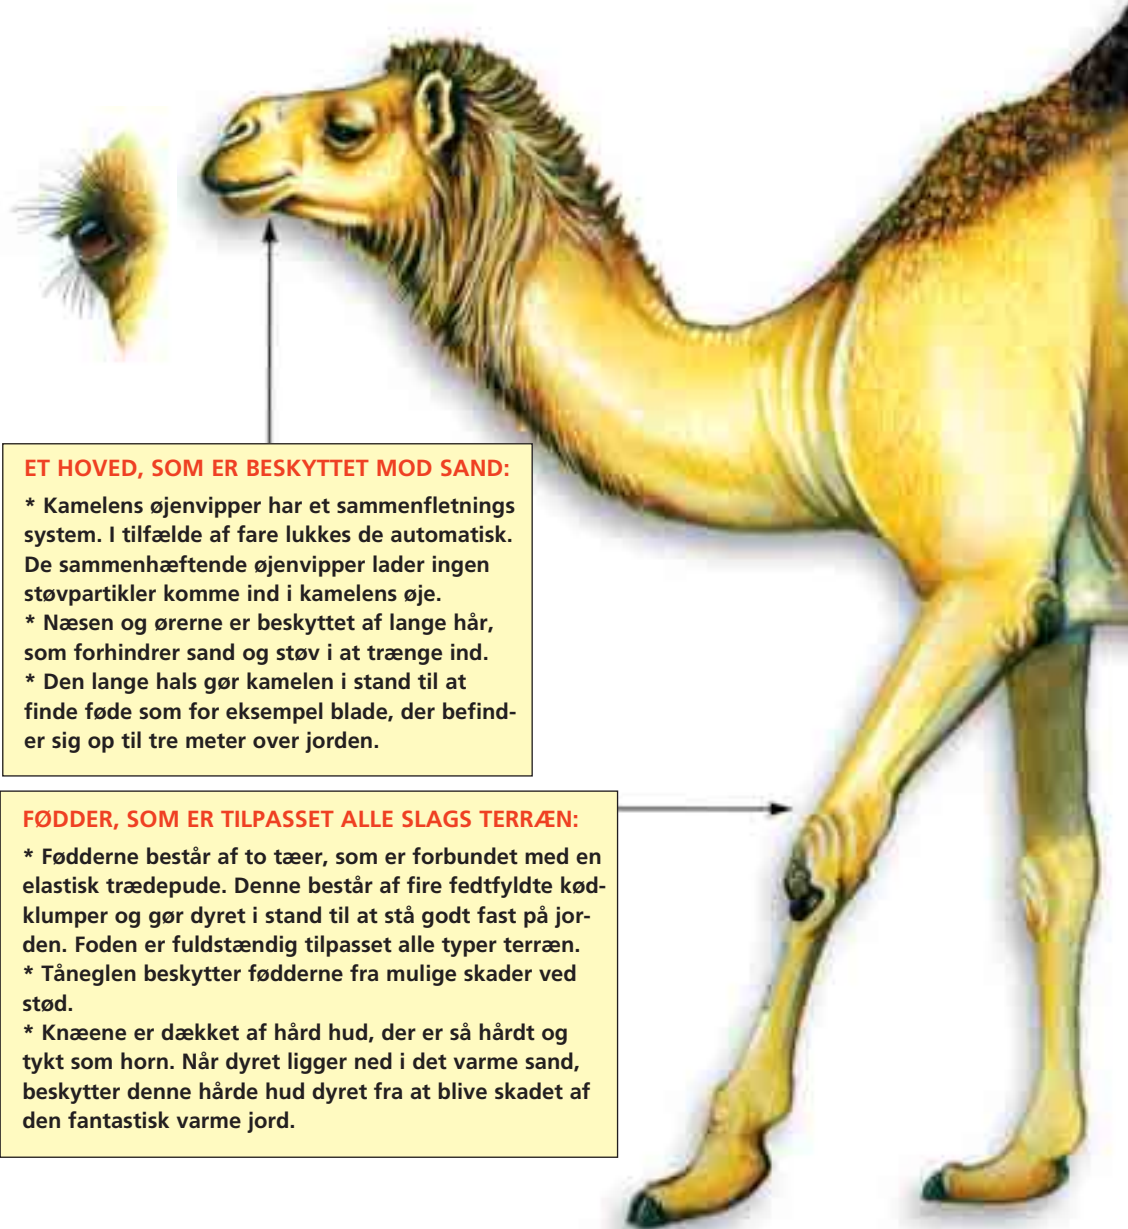 ET HOVED, SOM ER BESKYTTET MOD SAND:
* Kamelens øjenvipper har et sammenfletnings
system. I tilfælde af fare lukkes de automatisk.
De sammenhæftende øjenvipper lader ingen
støvpartikler komme ind i kamelens øje.
* Næsen og ørerne er beskyttet af lange hår,
som forhindrer sand og støv i at trænge ind.
* Den lange hals gør kamelen i stand til at
finde føde som for eksempel blade, der befind-
er sig op til tre meter over jorden.
FØDDER, SOM ER TILPASSET ALLE SLAGS TERRÆN:
* Fødderne består af to tæer, som er forbundet med en
elastisk trædepude. Denne består af fire fedtfyldte kød-
klumper og gør dyret i stand til at stå godt fast på jor-
den. Foden er fuldstændig tilpasset alle typer terræn.
* Tåneglen beskytter fødderne fra mulige skader ved
stød.
* Knæene er dækket af hård hud, der er så hårdt og
tykt som horn. Når dyret ligger ned i det varme sand,
beskytter denne hårde hud dyret fra at blive skadet af
den fantastisk varme jord.